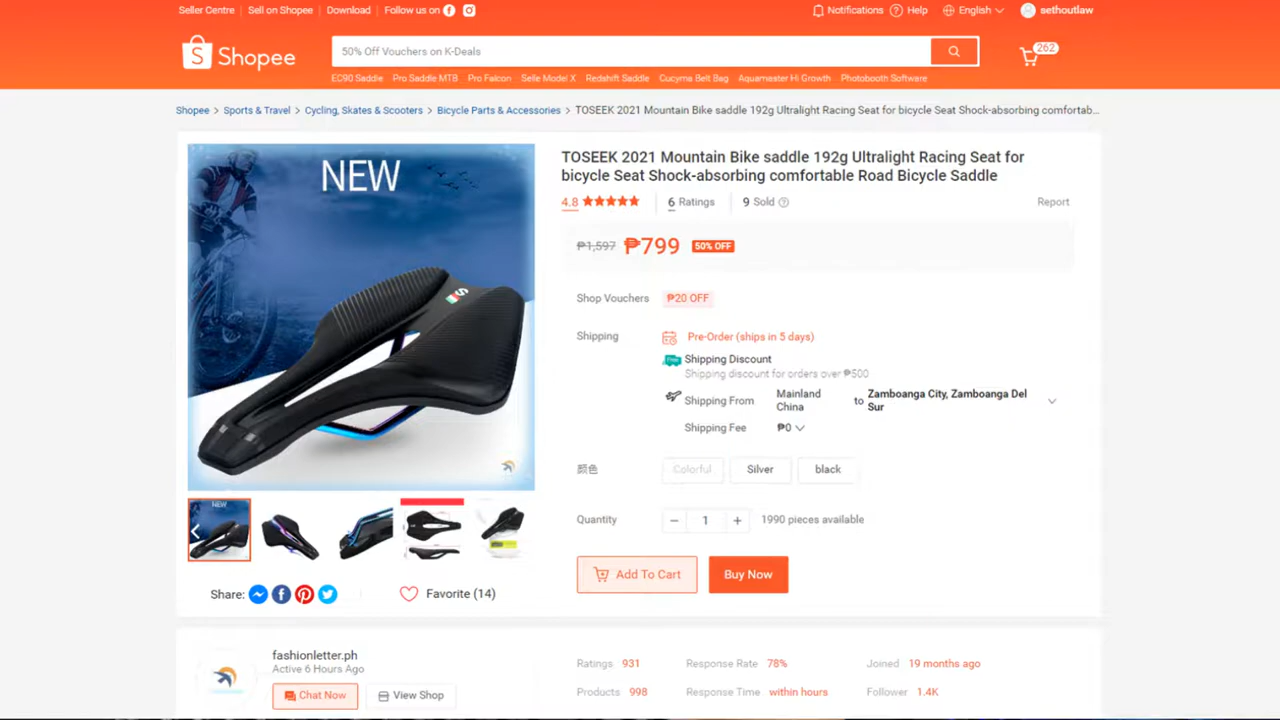 Seller Centre Sell on Shopee Download Follow us on
Notifications Help English sethoutlaw
Shopee
50% Off Vouchers on K-Deals
262
EC90 Saddle Pro Saddle MTB Pro Falcon Selle Model X Redshift Saddle Cucyma Belt Bag Aquamaster Hi Growth Photobooth Software
Shopee > Sports & Travel > Cycling, Skates & Scooters > Bicycle Parts & Accessories > TOSEEK 2021 Mountain Bike saddle 192g Ultralight Racing Seat for bicycle Seat Shock-absorbing comfortab...
NEW
TOSEEK 2021 Mountain Bike saddle 192g Ultralight Racing Seat for
bicycle Seat Shock-absorbing comfortable Road Bicycle Saddle
4.8 6 Ratings 9 Sold Report
₱1,597 ₱799 50% OFF
Shop Vouchers ₱20 OFF
Shipping Pre-Order (ships in 5 days)
Free Shipping Discount
Shipping discount for orders over ₱500
Shipping From Mainland China to Zamboanga City, Zamboanga Del Sur
Shipping Fee ₱0
颜色 Colorful Silver black
Quantity 1 1990 pieces available
Add To Cart Buy Now
NEW
Share: Favorite (14)
fashionletter.ph
Active 6 Hours Ago
Chat Now View Shop
Ratings 931 Response Rate 78% Joined 19 months ago
Products 998 Response Time within hours Follower 1.4K